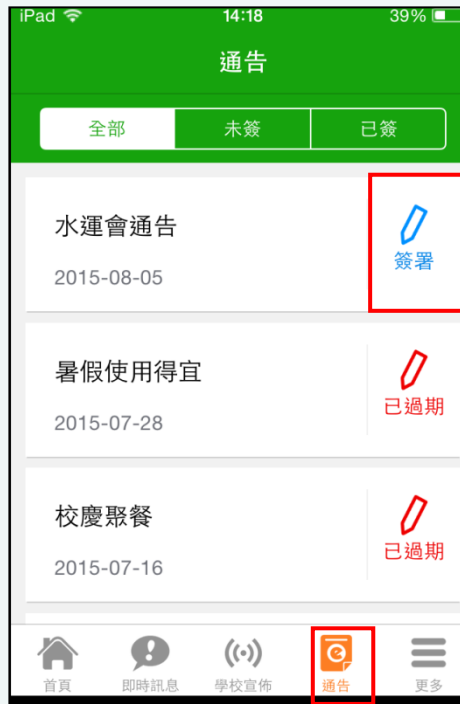 iPad 14:18 39%
通告
全部 未簽 已簽
水運會通告
2015-08-05
簽署
暑假使用得宜
2015-07-28
已過期
校慶聚餐
2015-07-16
已過期
首頁 即時訊息 學校宣佈 通告 更多